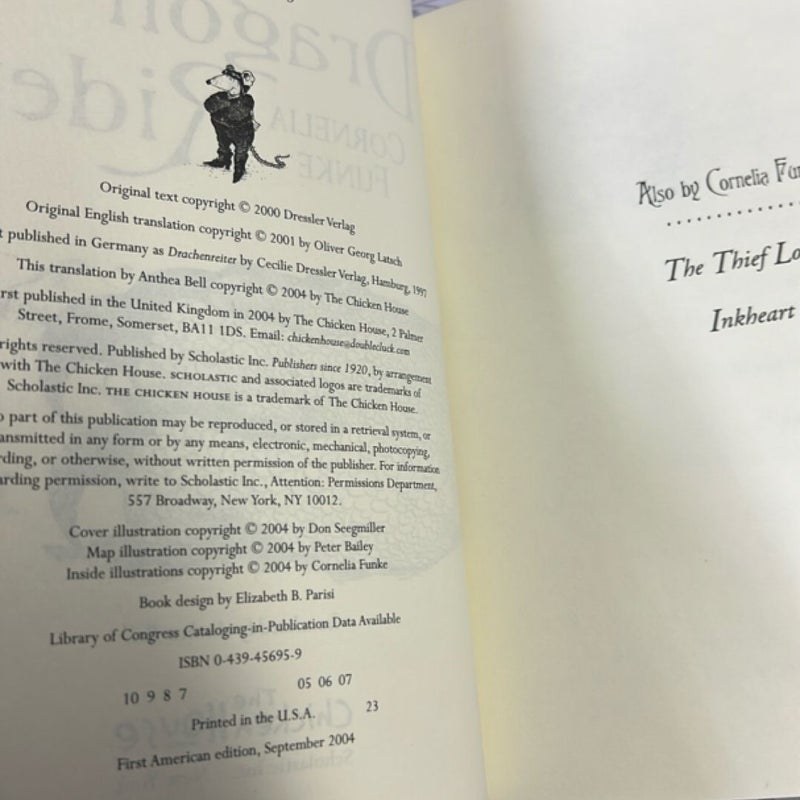 Original text copyright © 2000 Dressler Verlag
Original English translation copyright © 2001 by Oliver Georg Latsch
published in Germany as Drachenreiter by Cecilie Dressler Verlag, Hamburg, 1997
This translation by Anthea Bell copyright © 2004 by The Chicken House
published in the United Kingdom in 2004 by The Chicken House, 2 Palmer
Street, Frome, Somerset, BA11 1DS. Email: chickenhouse@doublecluck.com
rights reserved. Published by Scholastic Inc. Publishers since 1920, by arrangement
with The Chicken House. SCHOLASTIC and associated logos are trademarks of
Scholastic Inc. THE CHICKEN HOUSE is a trademark of The Chicken House.
part of this publication may be reproduced, or stored in a retrieval system, or
ansmitted in any form or by any means, electronic, mechanical, photocopying,
ding, or otherwise, without written permission of the publisher. For information
arding permission, write to Scholastic Inc., Attention: Permissions Department,
557 Broadway, New York, NY 10012.
Cover illustration copyright © 2004 by Don Seegmiller
Map illustration copyright © 2004 by Peter Bailey
Inside illustrations copyright © 2004 by Cornelia Funke
Book design by Elizabeth B. Parisi
Library of Congress Cataloging-in-Publication Data Available
ISBN 0-439-45695-9
10 9 8 7 05 06 07
Printed in the U.S.A. 23
First American edition, September 2004
Also by Cornelia Fu
The Thief Lo
Inkheart